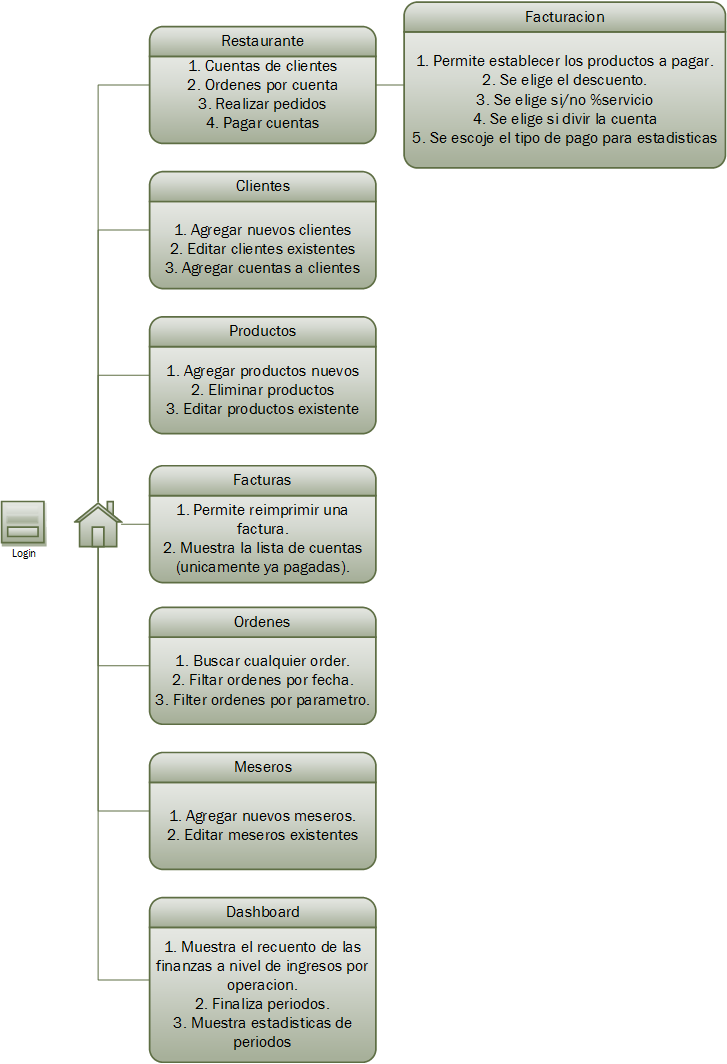 Restaurante
1. Cuentas de clientes
2. Ordenes por cuenta
3. Realizar pedidos
4. Pagar cuentas
Facturacion
1. Permite establecer los productos a pagar.
2. Se elige el descuento.
3. Se elige si/no %servicio
4. Se elige si divir la cuenta
5. Se escoje el tipo de pago para estadisticas
Clientes
1. Agregar nuevos clientes
2. Editar clientes existentes
3. Agregar cuentas a clientes
Productos
1. Agregar productos nuevos
2. Eliminar productos
3. Editar productos existente
Facturas
1. Permite reimprimir una
factura.
2. Muestra la lista de cuentas
(unicamente ya pagadas).
Login
Ordenes
1. Buscar cualquier order.
2. Filtar ordenes por fecha.
3. Filter ordenes por parametro.
Meseros
1. Agregar nuevos meseros.
2. Editar meseros existentes
Dashboard
1. Muestra el recuento de las
finanzas a nivel de ingresos por
operacion.
2. Finaliza periodos.
3. Muestra estadisticas de
periodos